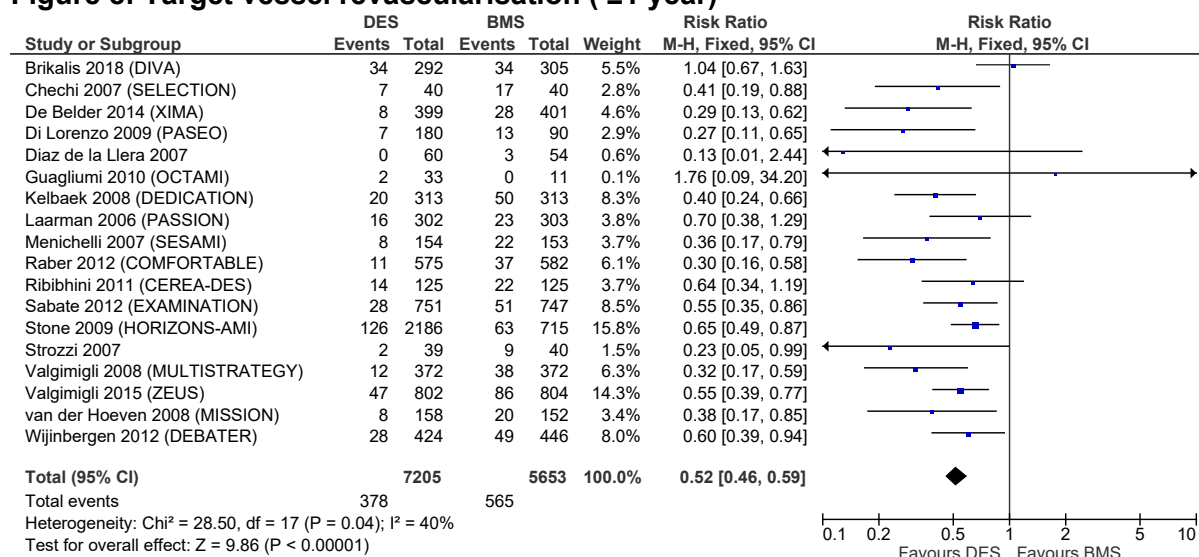 Figure 3: Target vessel revascularisation ( ≤1 year)
DES BMS Risk Ratio Risk Ratio
Study or Subgroup Events Total Events Total Weight M-H, Fixed, 95% CI M-H, Fixed, 95% CI
Brikalis 2018 (DIVA) 34 292 34 305 5.5% 1.04 [0.67, 1.63]
Chechi 2007 (SELECTION) 7 40 17 40 2.8% 0.41 [0.19, 0.88]
De Belder 2014 (XIMA) 8 399 28 401 4.6% 0.29 [0.13, 0.62]
Di Lorenzo 2009 (PASEO) 7 180 13 90 2.9% 0.27 [0.11, 0.65]
Diaz de la Llera 2007 0 60 3 54 0.6% 0.13 [0.01, 2.44]
Guagliumi 2010 (OCTAMI) 2 33 0 11 0.1% 1.76 [0.09, 34.20]
Kelbaek 2008 (DEDICATION) 20 313 50 313 8.3% 0.40 [0.24, 0.66]
Laarman 2006 (PASSION) 16 302 23 303 3.8% 0.70 [0.38, 1.29]
Menichelli 2007 (SESAMI) 8 154 22 153 3.7% 0.36 [0.17, 0.79]
Raber 2012 (COMFORTABLE) 11 575 37 582 6.1% 0.30 [0.16, 0.58]
Ribibhini 2011 (CEREA-DES) 14 125 22 125 3.7% 0.64 [0.34, 1.19]
Sabate 2012 (EXAMINATION) 28 751 51 747 8.5% 0.55 [0.35, 0.86]
Stone 2009 (HORIZONS-AMI) 126 2186 63 715 15.8% 0.65 [0.49, 0.87]
Strozzi 2007 2 39 9 40 1.5% 0.23 [0.05, 0.99]
Valgimigli 2008 (MULTISTRATEGY) 12 372 38 372 6.3% 0.32 [0.17, 0.59]
Valgimigli 2015 (ZEUS) 47 802 86 804 14.3% 0.55 [0.39, 0.77]
van der Hoeven 2008 (MISSION) 8 158 20 152 3.4% 0.38 [0.17, 0.85]
Wijinbergen 2012 (DEBATER) 28 424 49 446 8.0% 0.60 [0.39, 0.94]
Total (95% CI) 7205 5653 100.0% 0.52 [0.46, 0.59]
Total events 378 565
Heterogeneity: Chi² = 28.50, df = 17 (P = 0.04); I² = 40%
Test for overall effect: Z = 9.86 (P < 0.00001)
0.1 0.2 0.5 1 2 5 10
Favours DES Favours BMS